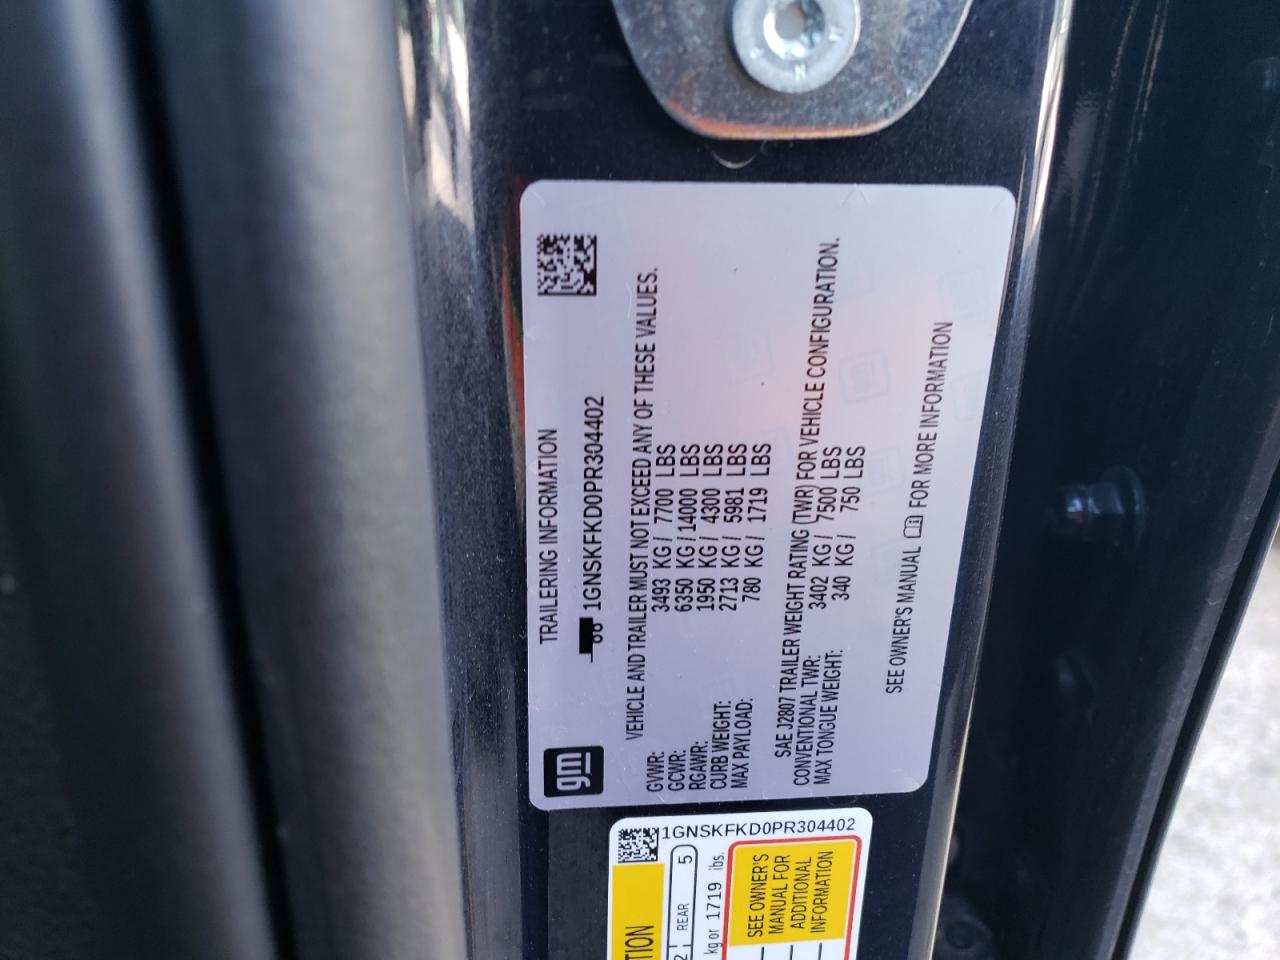 gm
TRAILERING INFORMATION
1GNSKFKD0PR304402
VEHICLE AND TRAILER MUST NOT EXCEED ANY OF THESE VALUES.
GVWR: 3493 KG / 7700 LBS
GCWR: 6350 KG / 14000 LBS
RGAWR: 1950 KG / 4300 LBS
CURB WEIGHT: 2713 KG / 5981 LBS
MAX PAYLOAD: 780 KG / 1719 LBS
SAE J2807 TRAILER WEIGHT RATING (TWR) FOR VEHICLE CONFIGURATION.
CONVENTIONAL TWR: 3402 KG / 7500 LBS
MAX TONGUE WEIGHT: 340 KG / 750 LBS
SEE OWNER'S MANUAL FOR MORE INFORMATION
1GNSKFKD0PR304402
TION
2 REAR 5
kg or 1719 lbs.
SEE OWNER'S
MANUAL FOR
ADDITIONAL
INFORMATION